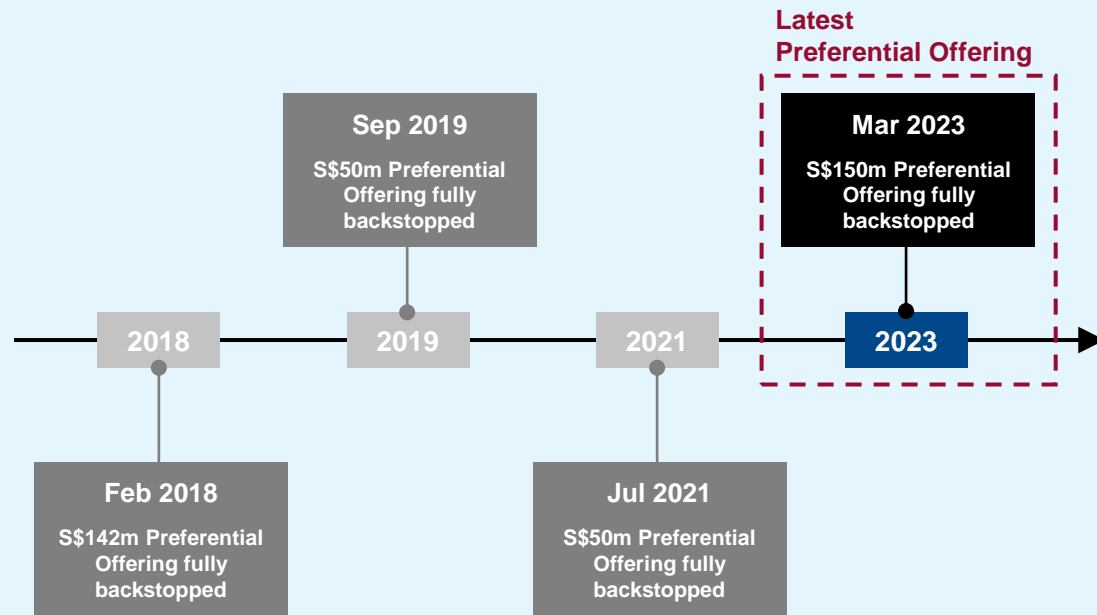 Latest
Preferential Offering
Sep 2019
S$50m Preferential
Offering fully
backstopped
Mar 2023
S$150m Preferential
Offering fully
backstopped
2018
2019
2021
2023
Feb 2018
S$142m Preferential
Offering fully
backstopped
Jul 2021
S$50m Preferential
Offering fully
backstopped